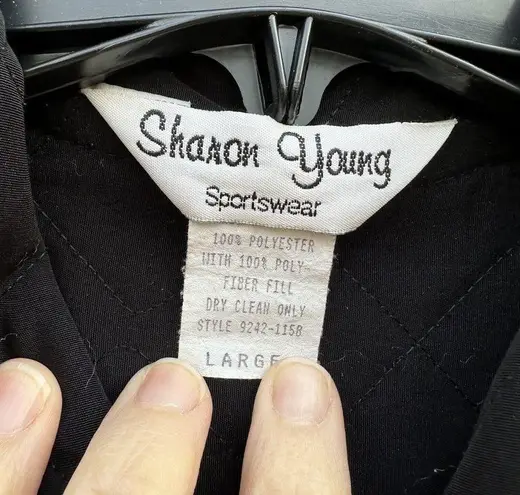 Sharon Young
Sportswear
100% POLYESTER
WITH 100% POLY-
FIBER FILL
DRY CLEAN ONLY
STYLE 9242-1158
LARGE